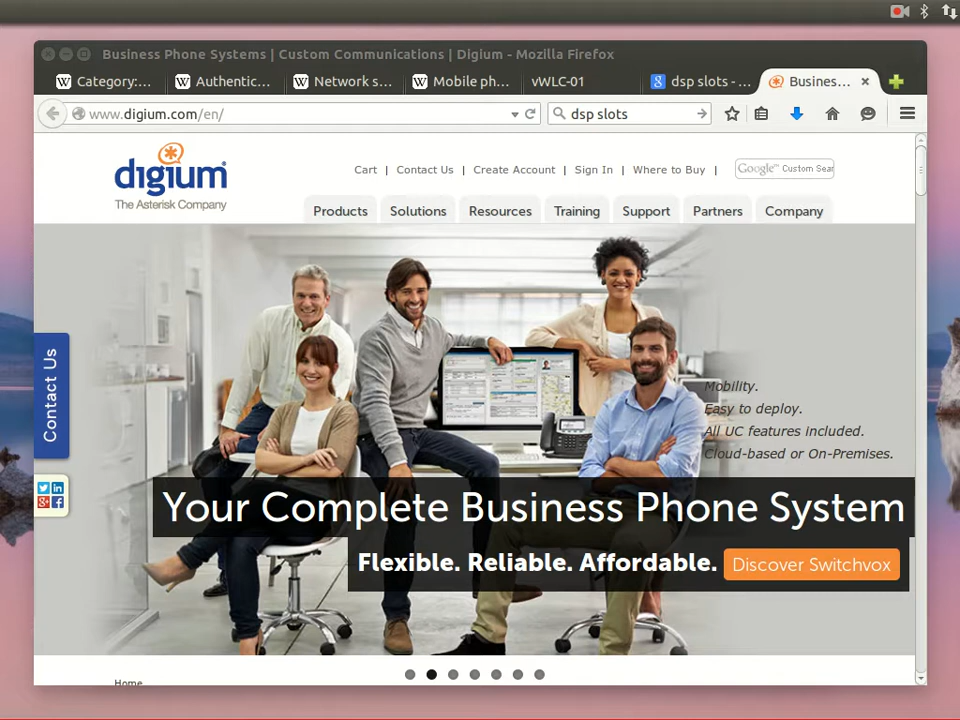 Business Phone Systems | Custom Communications | Digium - Mozilla Firefox
Category:... Authentic... Network s... Mobile ph... vWLC-01 dsp slots - ... Busines...
www.digium.com/en/ dsp slots
Cart | Contact Us | Create Account | Sign In | Where to Buy | Google™ Custom Sear
digium
The Asterisk Company
Products Solutions Resources Training Support Partners Company
Contact Us
Mobility.
Easy to deploy.
All UC features included.
Cloud-based or On-Premises.
Your Complete Business Phone System
Flexible. Reliable. Affordable. Discover Switchvox
Home